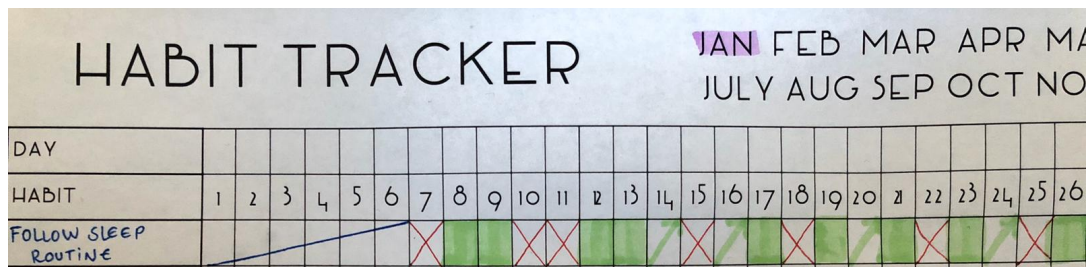 HABIT TRACKER
JAN FEB MAR APR MA
JULY AUG SEP OCT NO
DAY
HABIT 1 2 3 4 5 6 7 8 9 10 11 12 13 14 15 16 17 18 19 20 21 22 23 24 25 26
FOLLOW SLEEP
ROUTINE